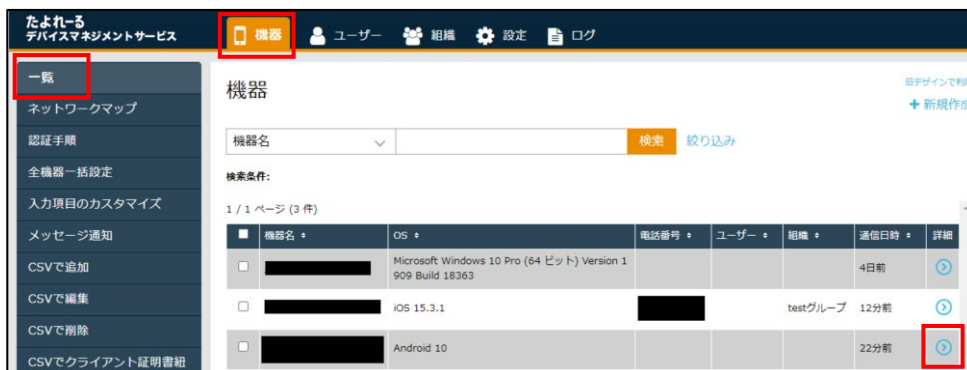 たよれーる
デバイスマネジメントサービス
機器 ユーザー 組織 設定 ログ
一覧
ネットワークマップ
認証手順
全機器一括設定
入力項目のカスタマイズ
メッセージ通知
CSVで追加
CSVで編集
CSVで削除
CSVでクライアント証明書紐
機器
旧デザインで利
+ 新規作成
機器名 検索 絞り込み
検索条件:
1 / 1 ページ (3 件)
機器名 OS 電話番号 ユーザー 組織 通信日時 詳細
Microsoft Windows 10 Pro (64 ビット) Version 1
909 Build 18363 4日前
iOS 15.3.1 testグループ 12分前
Android 10 22分前